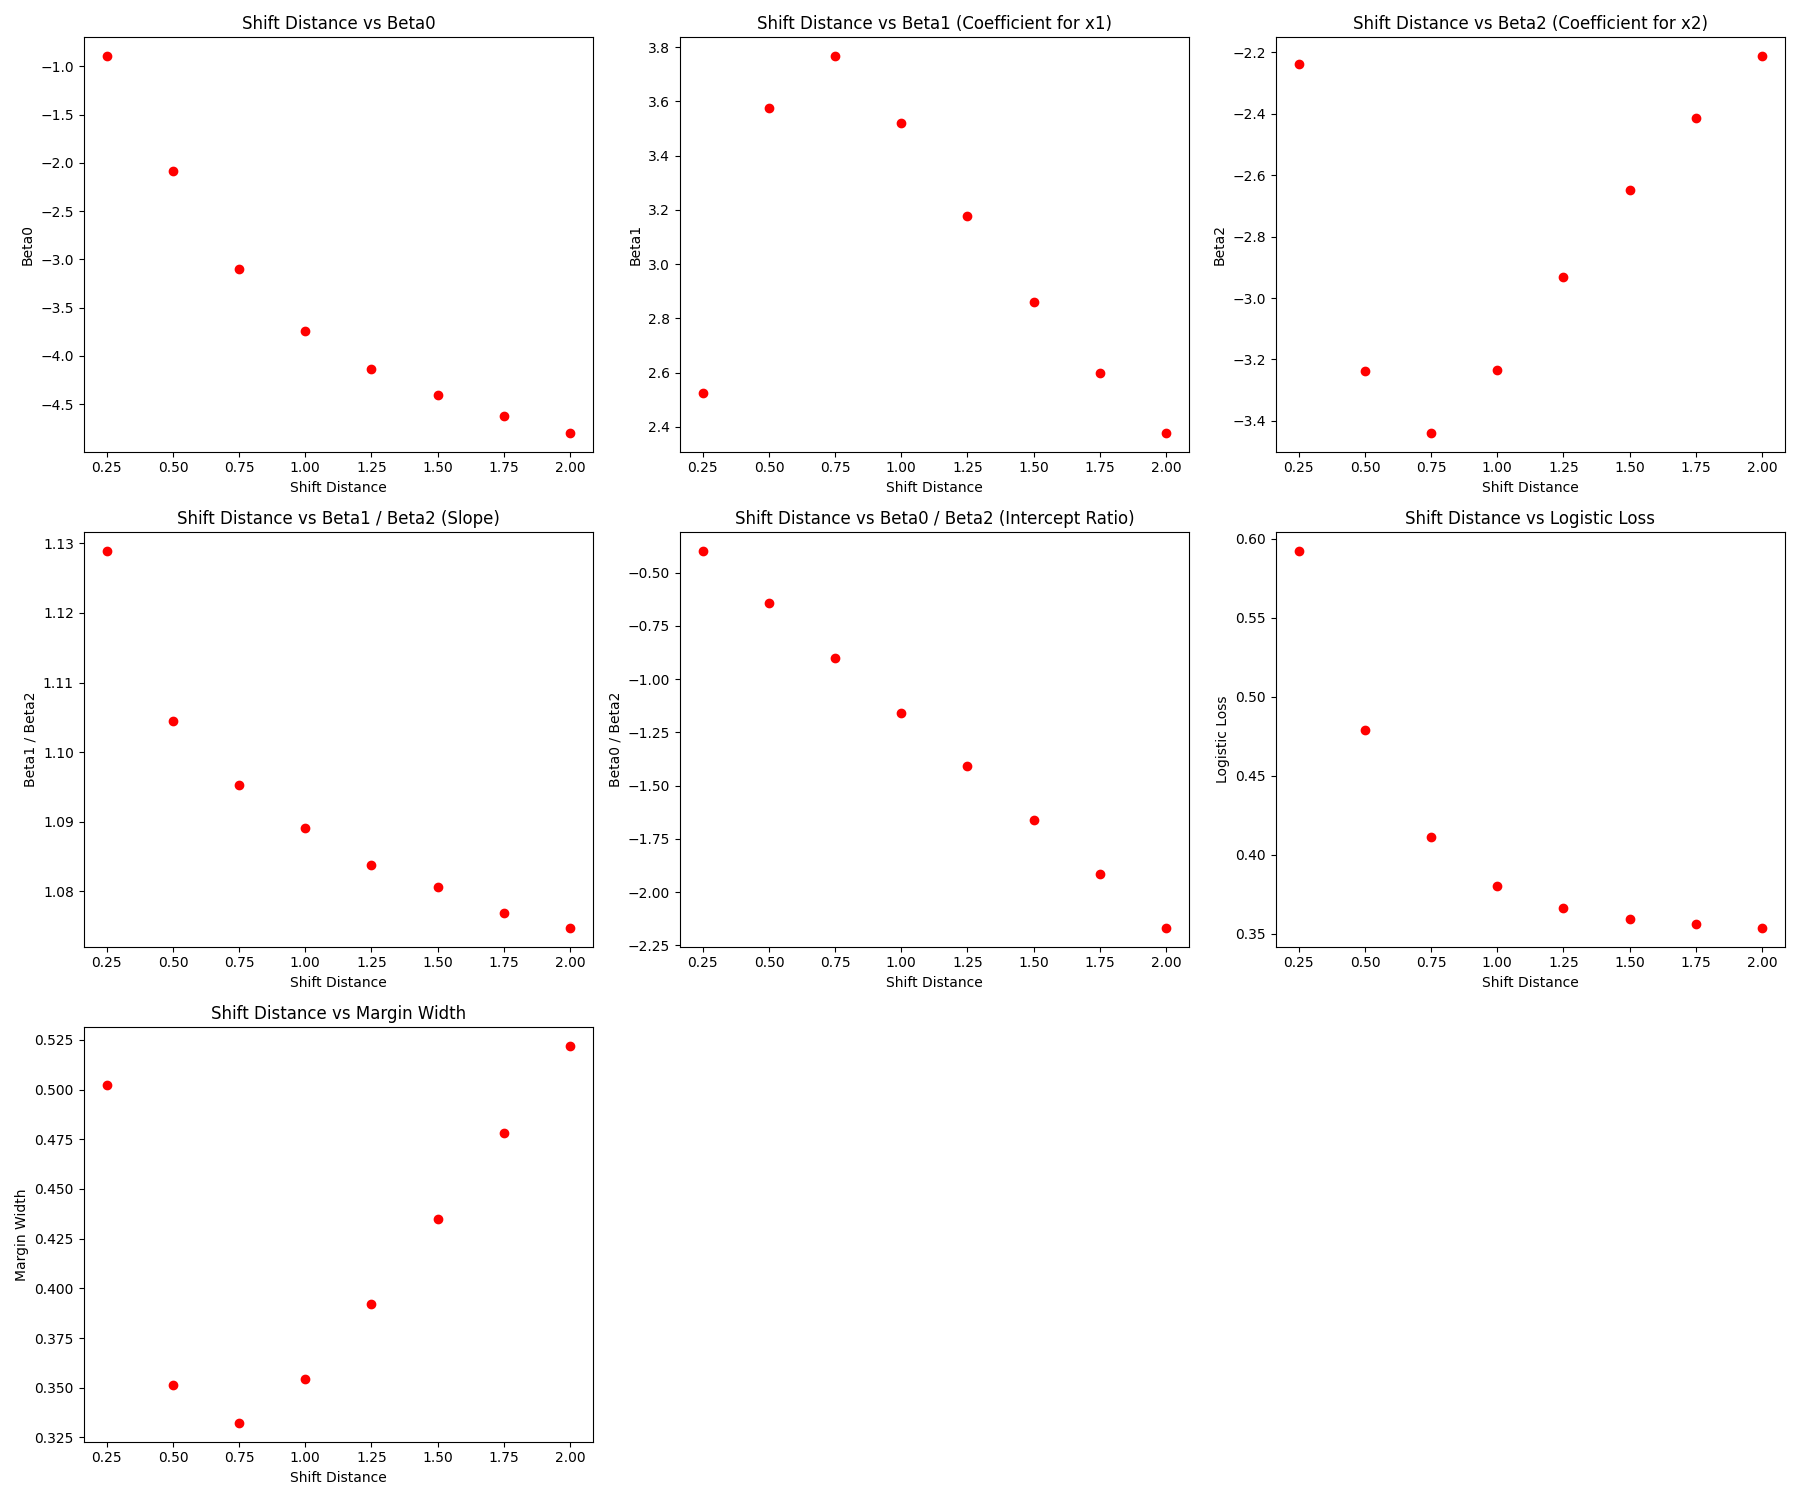 Shift Distance vs Beta0
Beta0
−1.0
−1.5
−2.0
−2.5
−3.0
−3.5
−4.0
−4.5
0.25 0.50 0.75 1.00 1.25 1.50 1.75 2.00
Shift Distance
Shift Distance vs Beta1 (Coefficient for x1)
Beta1
3.8
3.6
3.4
3.2
3.0
2.8
2.6
2.4
0.25 0.50 0.75 1.00 1.25 1.50 1.75 2.00
Shift Distance
Shift Distance vs Beta2 (Coefficient for x2)
Beta2
−2.2
−2.4
−2.6
−2.8
−3.0
−3.2
−3.4
0.25 0.50 0.75 1.00 1.25 1.50 1.75 2.00
Shift Distance
Shift Distance vs Beta1 / Beta2 (Slope)
Beta1 / Beta2
1.13
1.12
1.11
1.10
1.09
1.08
0.25 0.50 0.75 1.00 1.25 1.50 1.75 2.00
Shift Distance
Shift Distance vs Beta0 / Beta2 (Intercept Ratio)
Beta0 / Beta2
−0.50
−0.75
−1.00
−1.25
−1.50
−1.75
−2.00
−2.25
0.25 0.50 0.75 1.00 1.25 1.50 1.75 2.00
Shift Distance
Shift Distance vs Logistic Loss
Logistic Loss
0.60
0.55
0.50
0.45
0.40
0.35
0.25 0.50 0.75 1.00 1.25 1.50 1.75 2.00
Shift Distance
Shift Distance vs Margin Width
Margin Width
0.525
0.500
0.475
0.450
0.425
0.400
0.375
0.350
0.325
0.25 0.50 0.75 1.00 1.25 1.50 1.75 2.00
Shift Distance